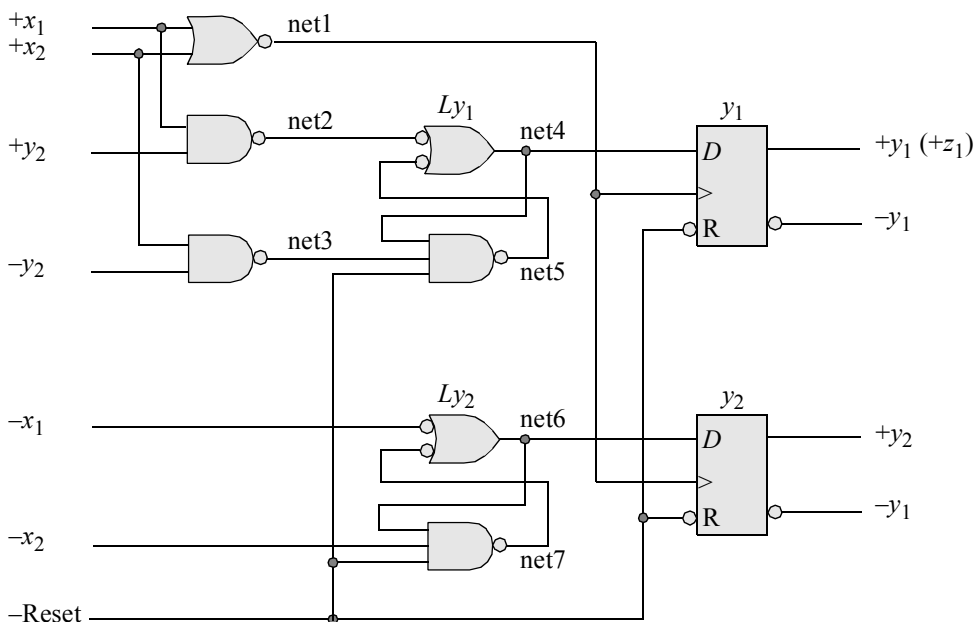 +x1
+x2
net1
+y2
net2
Ly1
net4
y1
D
R
+y1 (+z1)
–y1
–y2
net3
net5
–x1
Ly2
net6
y2
D
R
+y2
–y1
–x2
net7
–Reset